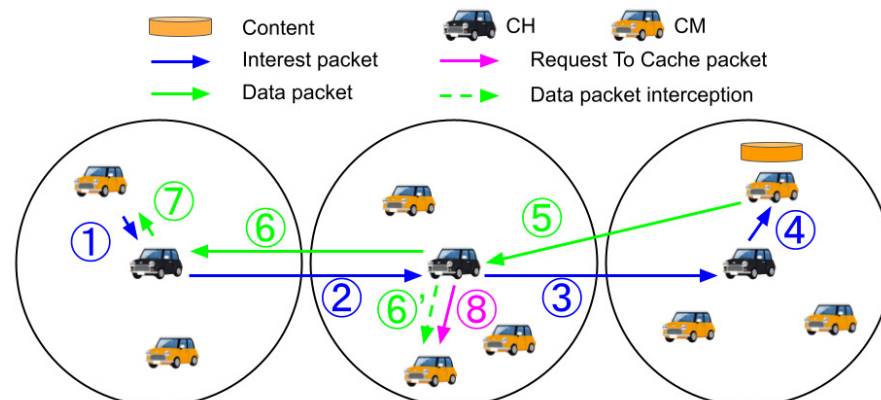 Content CH CM
Interest packet Request To Cache packet
Data packet Data packet interception
⑦ ⑥ ⑤ ④
① ② ③
⑥' ⑧